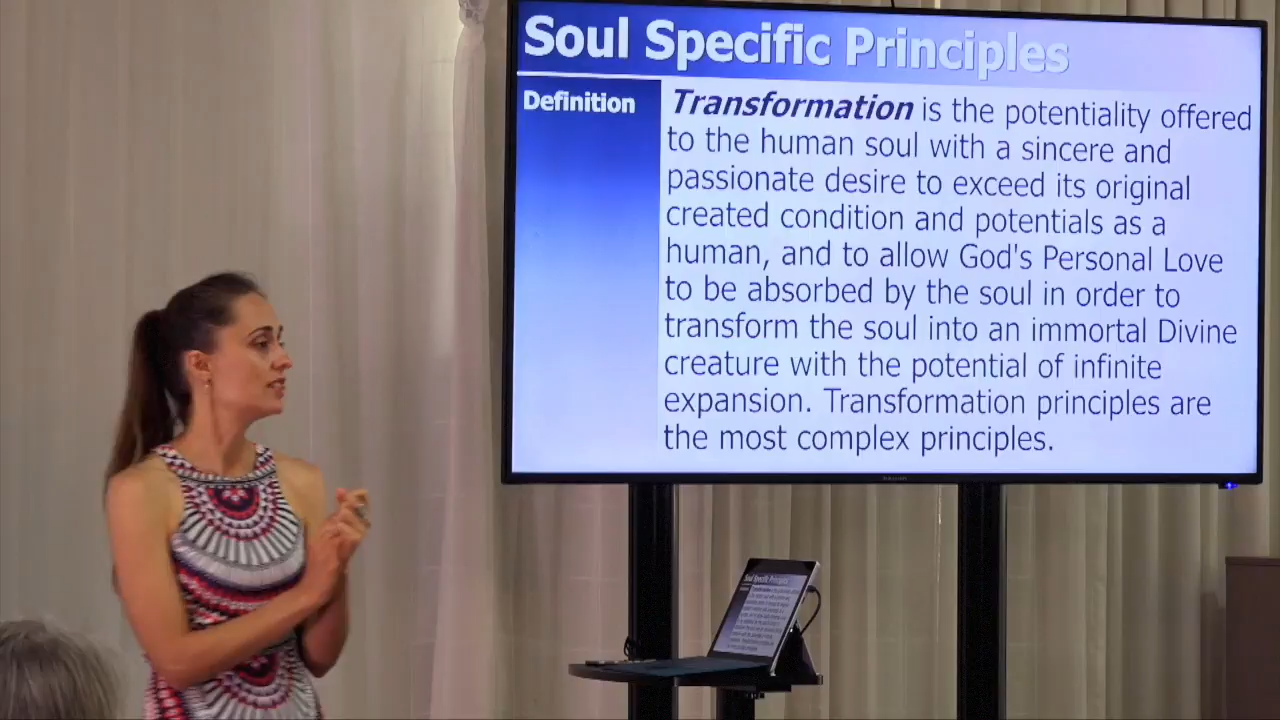 Soul Specific Principles
Definition
Transformation is the potentiality offered
to the human soul with a sincere and
passionate desire to exceed its original
created condition and potentials as a
human, and to allow God's Personal Love
to be absorbed by the soul in order to
transform the soul into an immortal Divine
creature with the potential of infinite
expansion. Transformation principles are
the most complex principles.
Soul Specific Principles